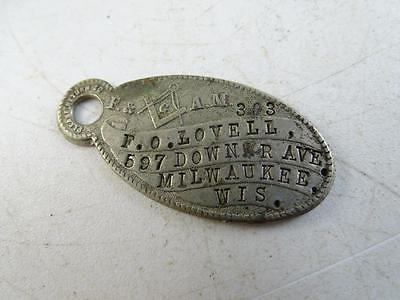 F. & G A.M. 303
F. O. LOVELL,
597 DOWNER AVE.
MILWAUKEE.
WIS.